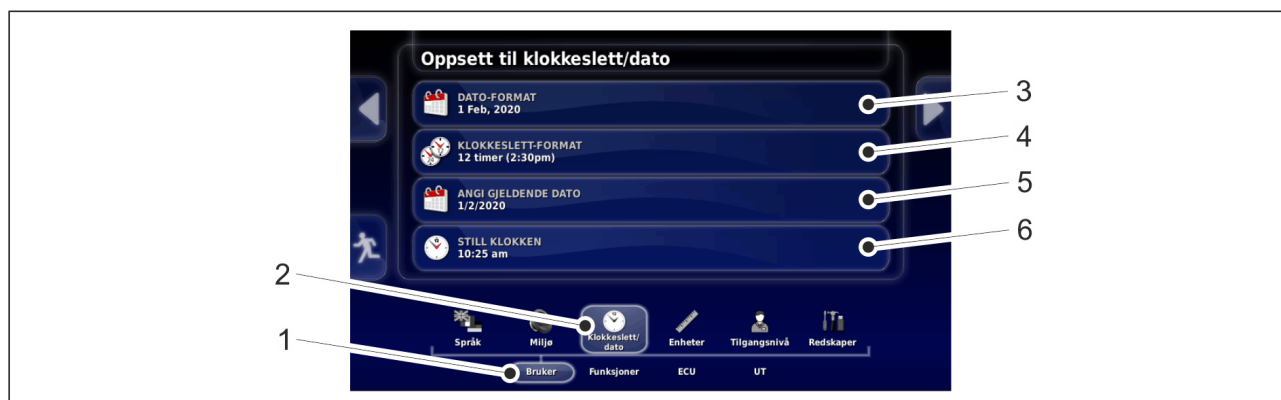 Oppsett til klokkeslett/dato
DATO-FORMAT
1 Feb, 2020
3
KLOKKESLETT-FORMAT
12 timer (2:30pm)
4
ANGI GJELDENDE DATO
1/2/2020
5
STILL KLOKKEN
10:25 am
6
2
Språk
Miljø
Klokkeslett/
dato
Enheter
Tilgangsnivå
Redskaper
1
Bruker
Funksjoner
ECU
UT